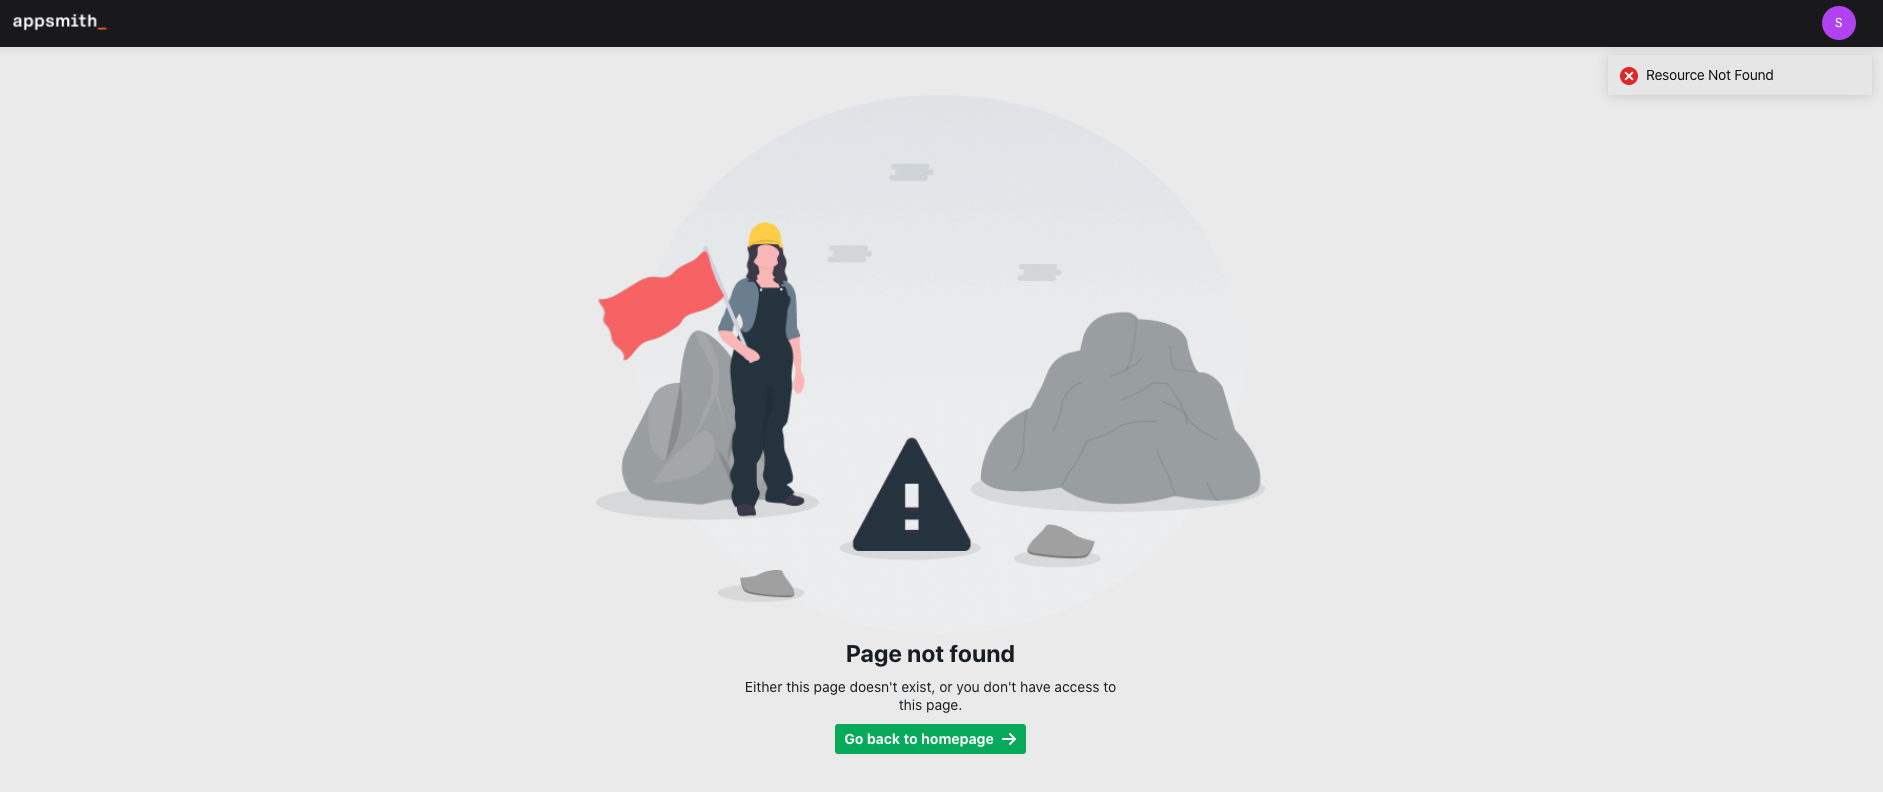 appsmith_
S
Resource Not Found
Page not found
Either this page doesn't exist, or you don't have access to
this page.
Go back to homepage